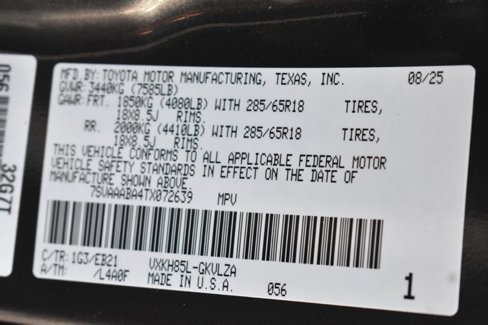 MFD. BY: TOYOTA MOTOR MANUFACTURING, TEXAS, INC. 08/25
GVWR: 3440KG (7585LB)
GAWR: FRT. 1850KG (4080LB) WITH 285/65R18 TIRES,
18X8.5J RIMS.
RR. 2000KG (4410LB) WITH 285/65R18 TIRES,
18X8.5J RIMS.
THIS VEHICLE CONFORMS TO ALL APPLICABLE FEDERAL MOTOR
VEHICLE SAFETY STANDARDS IN EFFECT ON THE DATE OF
MANUFACTURE SHOWN ABOVE.
7SVAAABA4TX072639 MPV
C/TR: 1G3/EB21 VXKH85L-GKVLZA
A/TM: /L4A0F MADE IN U.S.A. 056 1
056
32G7T